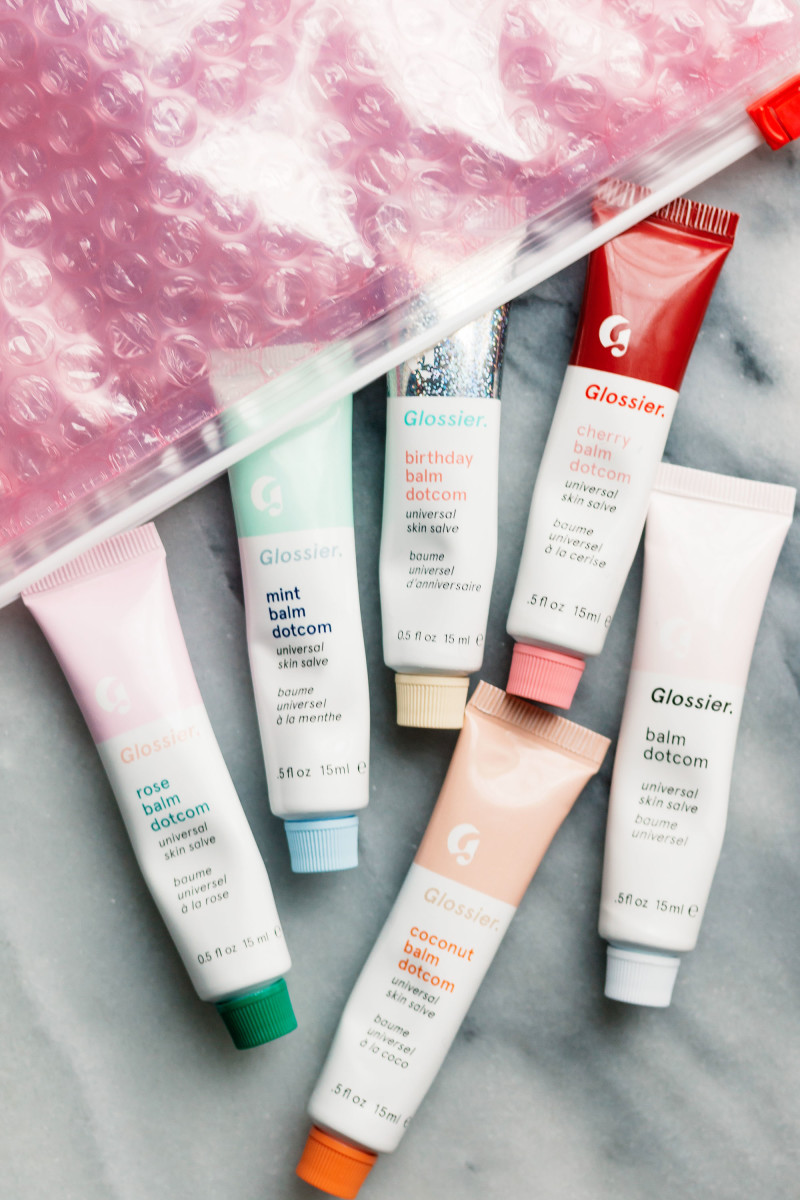 Glossier.
rose
balm
dotcom
universal
skin salve
baume
universel
à la rose
0.5 fl oz 15 ml e
Glossier.
mint
balm
dotcom
universal
skin salve
baume
universel
à la menthe
.5 fl oz 15ml e
Glossier.
birthday
balm
dotcom
universal
skin salve
baume
universel
d'anniversaire
0.5 fl oz 15 ml e
Glossier.
cherry
balm
dotcom
universal
skin salve
baume
universel
à la cerise
.5 fl oz 15ml e
Glossier.
coconut
balm
dotcom
universal
skin salve
baume
universel
à la coco
.5 fl oz 15ml e
Glossier.
balm
dotcom
universal
skin salve
baume
universel
.5 fl oz 15ml e